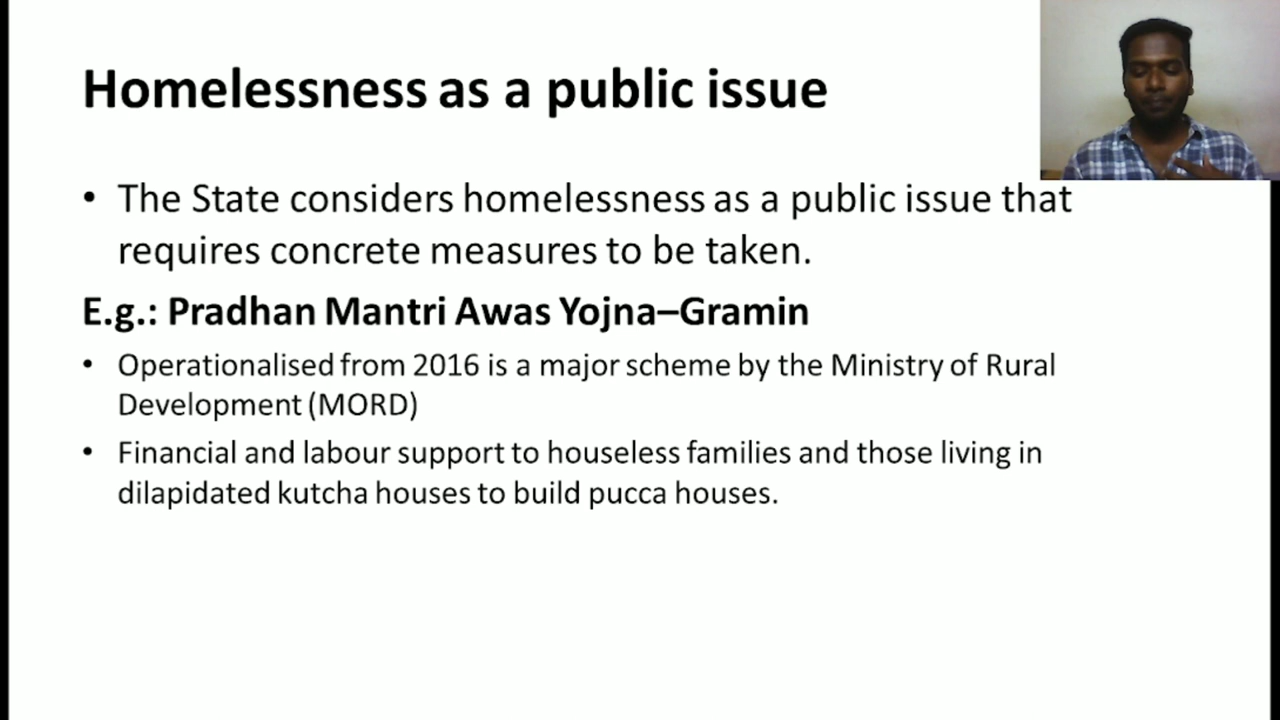 Homelessness as a public issue
• The State considers homelessness as a public issue that
requires concrete measures to be taken.
E.g.: Pradhan Mantri Awas Yojna–Gramin
• Operationalised from 2016 is a major scheme by the Ministry of Rural
Development (MORD)
• Financial and labour support to houseless families and those living in
dilapidated kutcha houses to build pucca houses.